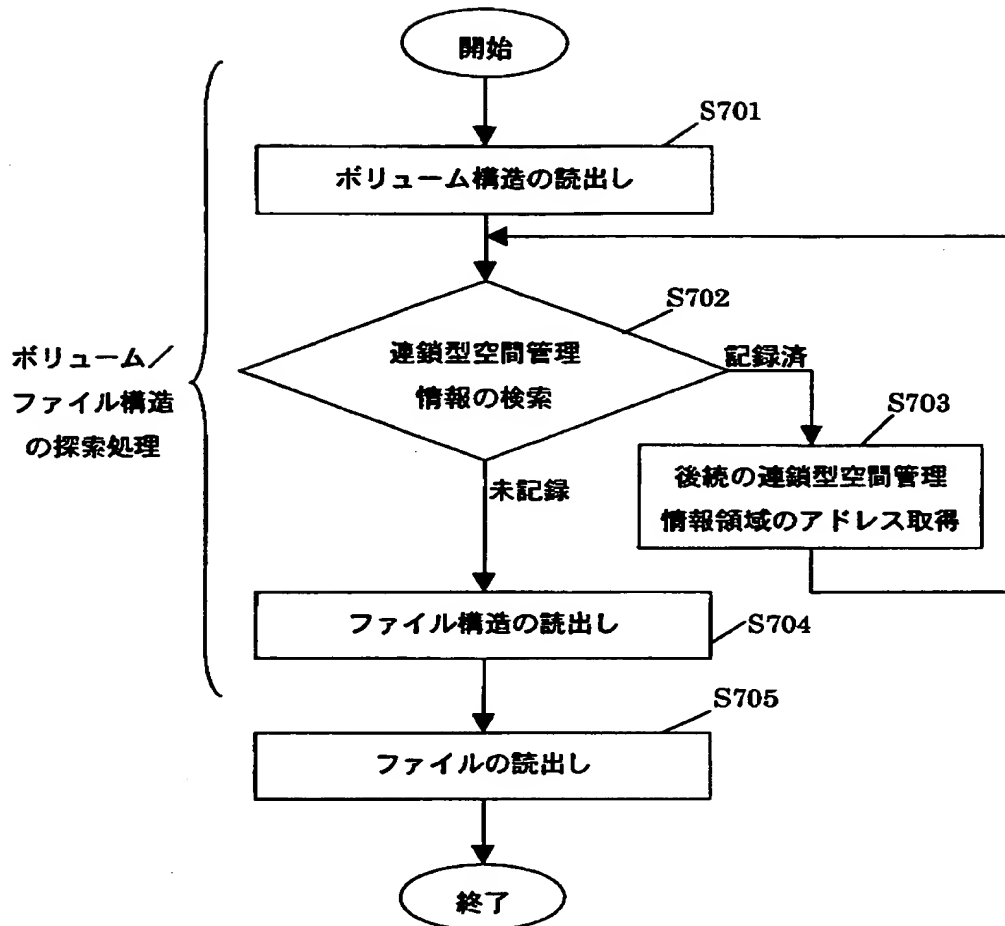 開始
S701
ボリューム構造の読出し
S702
連鎖型空間管理
情報の検索
記録済
ボリューム／
ファイル構造
の探索処理
S703
後続の連鎖型空間管理
情報領域のアドレス取得
未記録
ファイル構造の読出し
S704
S705
ファイルの読出し
終了